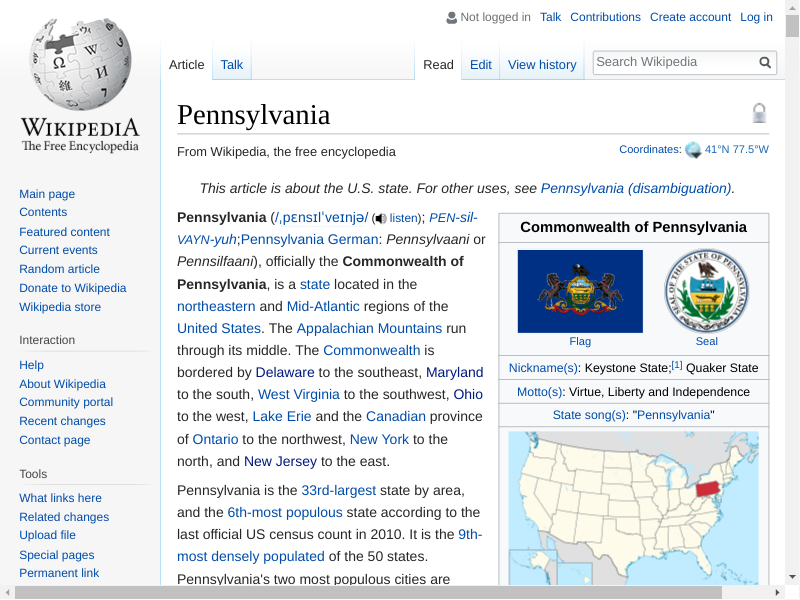 Not logged in Talk Contributions Create account Log in
Article Talk Read Edit View history Search Wikipedia
WIKIPEDIA
The Free Encyclopedia
Main page
Contents
Featured content
Current events
Random article
Donate to Wikipedia
Wikipedia store
Interaction
Help
About Wikipedia
Community portal
Recent changes
Contact page
Tools
What links here
Related changes
Upload file
Special pages
Permanent link
Pennsylvania
From Wikipedia, the free encyclopedia
Coordinates: 41°N 77.5°W
This article is about the U.S. state. For other uses, see Pennsylvania (disambiguation).
Pennsylvania (/ˌpɛnsɪlˈveɪnjə/ (listen); PEN-sil-
VAYN-yuh;Pennsylvania German: Pennsylvaani or
Pennsilfaani), officially the Commonwealth of
Pennsylvania, is a state located in the
northeastern and Mid-Atlantic regions of the
United States. The Appalachian Mountains run
through its middle. The Commonwealth is
bordered by Delaware to the southeast, Maryland
to the south, West Virginia to the southwest, Ohio
to the west, Lake Erie and the Canadian province
of Ontario to the northwest, New York to the
north, and New Jersey to the east.
Pennsylvania is the 33rd-largest state by area,
and the 6th-most populous state according to the
last official US census count in 2010. It is the 9th-
most densely populated of the 50 states.
Pennsylvania's two most populous cities are
Commonwealth of Pennsylvania
SEAL OF THE STATE OF PENNSYLVANIA
Flag Seal
Nickname(s): Keystone State;[1] Quaker State
Motto(s): Virtue, Liberty and Independence
State song(s): "Pennsylvania"